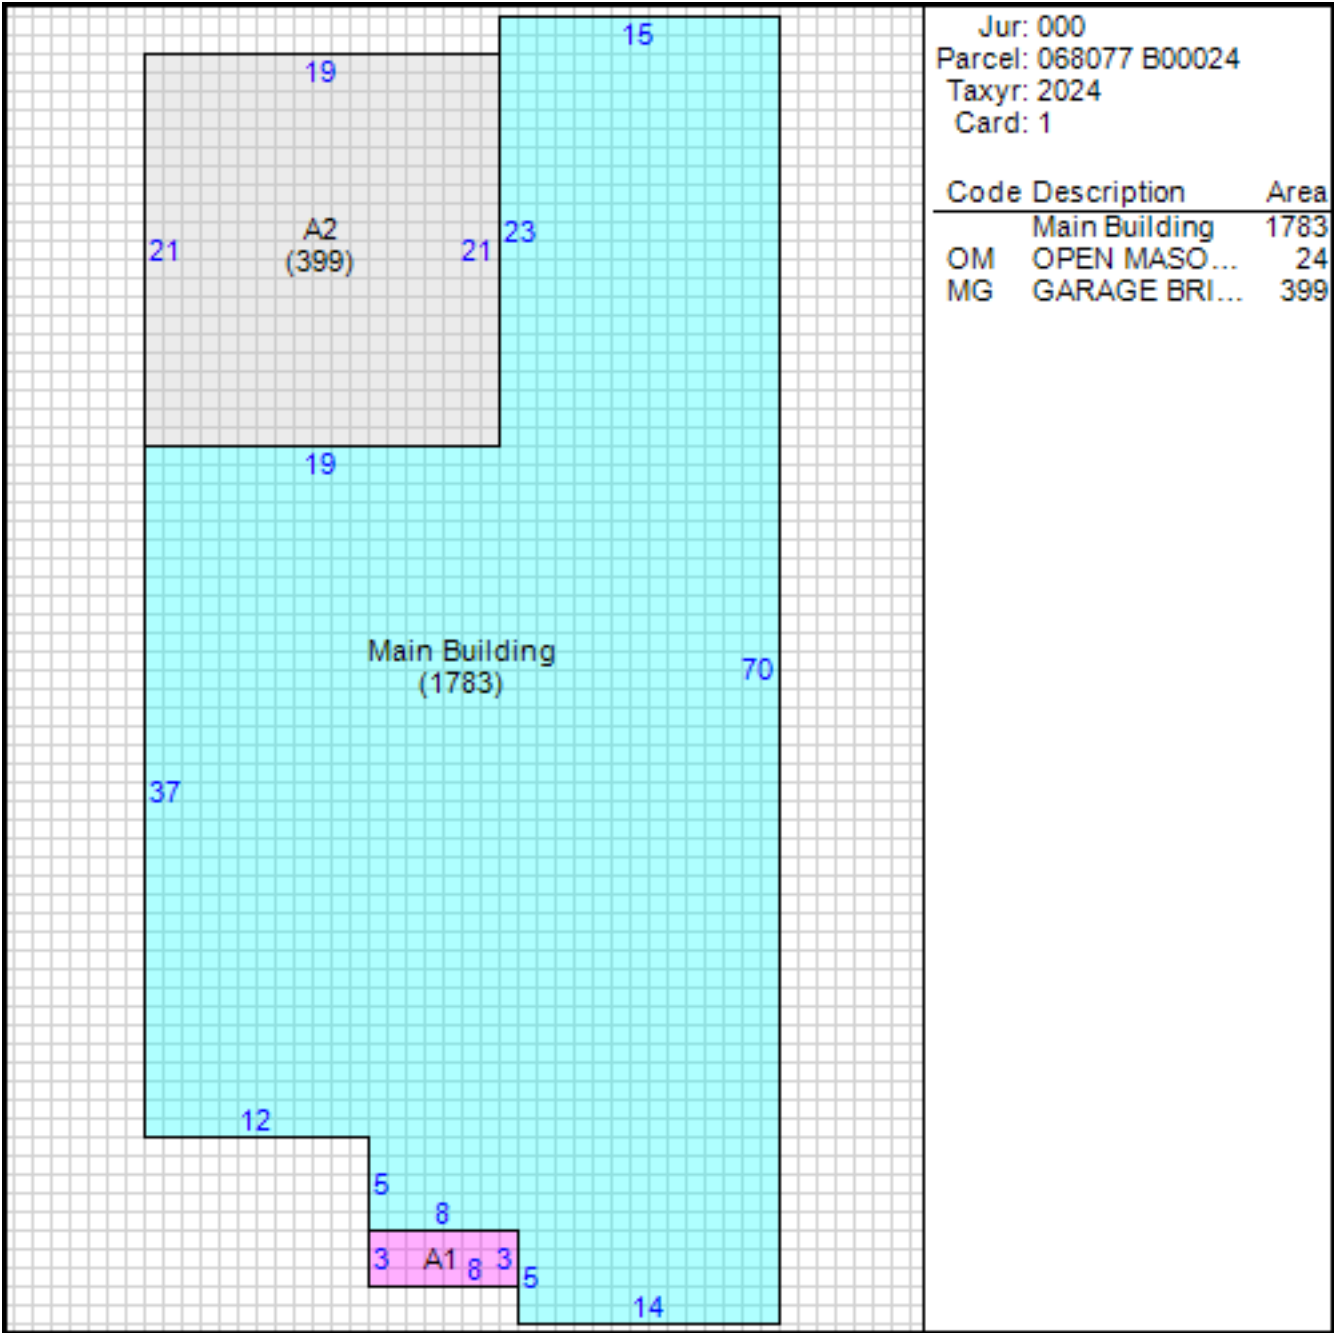 15
19
A2
(399)
21
21
23
19
Main Building
(1783)
70
37
12
5
8
3
A1
8
3
5
14
Jur: 000
Parcel: 068077 B00024
Taxyr: 2024
Card: 1
Code Description Area
Main Building 1783
OM OPEN MASO... 24
MG GARAGE BRI... 399